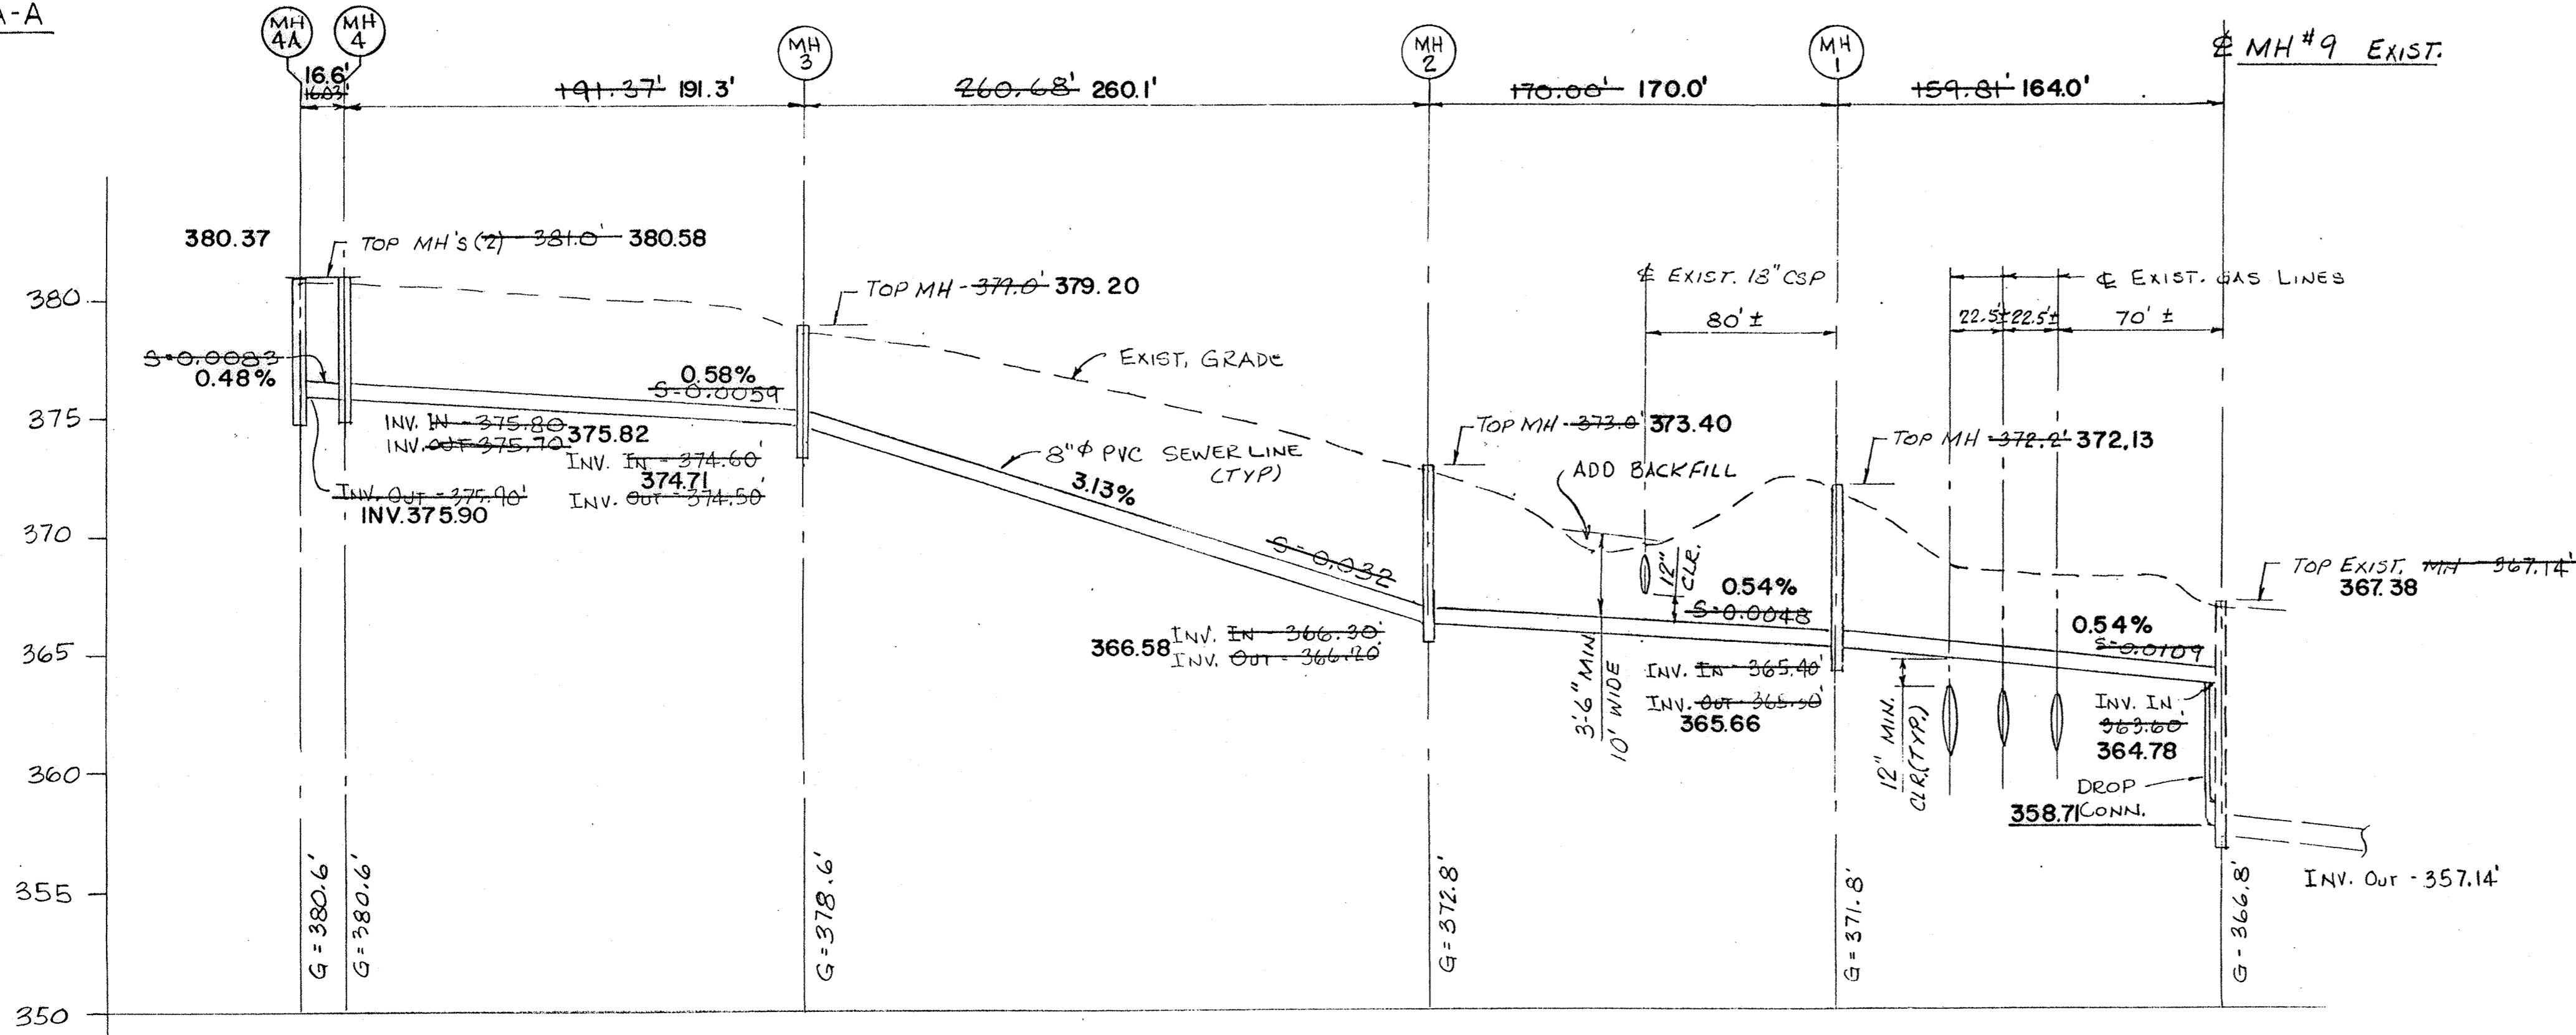 A-A
MH 4A
MH 4
MH 3
MH 2
MH 1
℄ MH #9 EXIST.
16.6'
16.03'
191.37' 191.3'
260.68' 260.1'
170.00' 170.0'
159.81' 164.0'
380.37
TOP MH'S (2) - 381.0' 380.58
TOP MH - 379.0' 379.20
℄ EXIST. 18" CSP
℄ EXIST. GAS LINES
80' ±
22.5'± 22.5'± 70' ±
380
S=0.0083
0.48%
0.58%
S=0.0059
EXIST. GRADE
375
INV. IN - 375.80
INV. OUT 375.70
375.82
INV. IN - 374.60'
374.71
INV. OUT - 374.50'
INV. OUT - 375.90'
INV. 375.90
8"ϕ PVC SEWER LINE
(TYP)
3.13%
S=0.032
TOP MH - 373.0' 373.40
ADD BACKFILL
TOP MH - 372.2' 372.13
370
12" CLR.
0.54%
S=0.0048
TOP EXIST. MH - 367.14'
367.38
0.54%
S=0.0109
365
366.58
INV. IN - 366.30'
INV. OUT - 366.20'
3'-6" MIN
10' WIDE
INV. IN - 365.40'
INV. OUT - 365.30'
365.66
12" MIN.
CLR.(TYP.)
INV. IN
363.60'
364.78
360
DROP
CONN.
358.71
355
INV. OUT - 357.14'
G = 380.6'
G = 380.6'
G = 378.6'
G = 372.8'
G = 371.8'
G - 366.8'
350